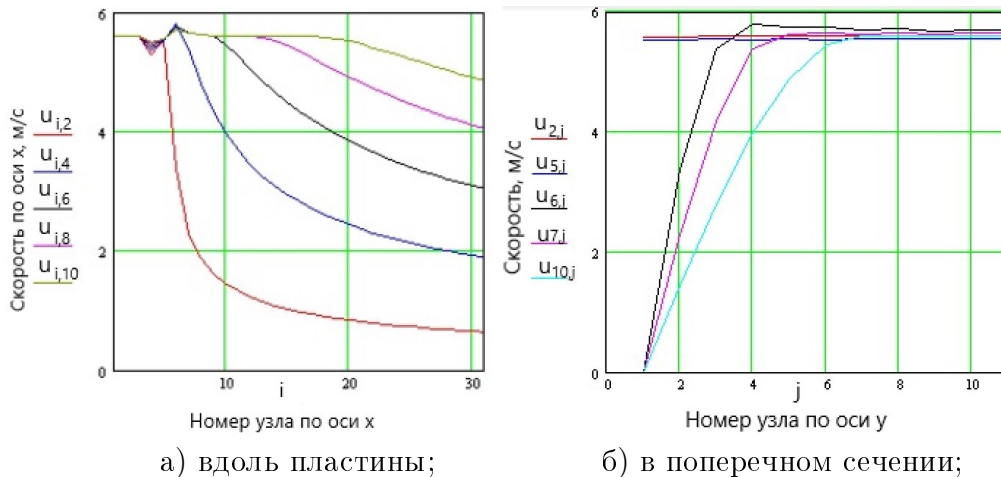 Скорость по оси x, м/с
u i,2
u i,4
u i,6
u i,8
u i,10
6
4
2
0
10
20
30
i
Номер узла по оси x
а) вдоль пластины;
Скорость, м/с
u 2,j
u 5,j
u 6,j
u 7,j
u 10,j
6
4
2
0
0
2
4
6
8
10
j
Номер узла по оси y
б) в поперечном сечении;